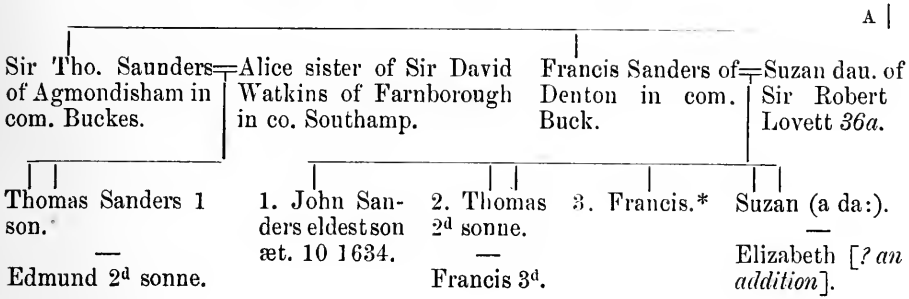 A |
Sir Tho. Saunders=Alice sister of Sir David
of Agmondisham in Watkins of Farnborough
com. Buckes. in co. Southamp.
Francis Sanders of=Suzan dau. of
Denton in com. Sir Robert
Buck. Lovett 36a.
Thomas Sanders 1
son.
—
Edmund 2d sonne.
1. John San-
ders eldest son
æt. 10 1634.
2. Thomas
2d sonne.
—
Francis 3d.
3. Francis.*
Suzan (a da:).
—
Elizabeth [? an
addition].